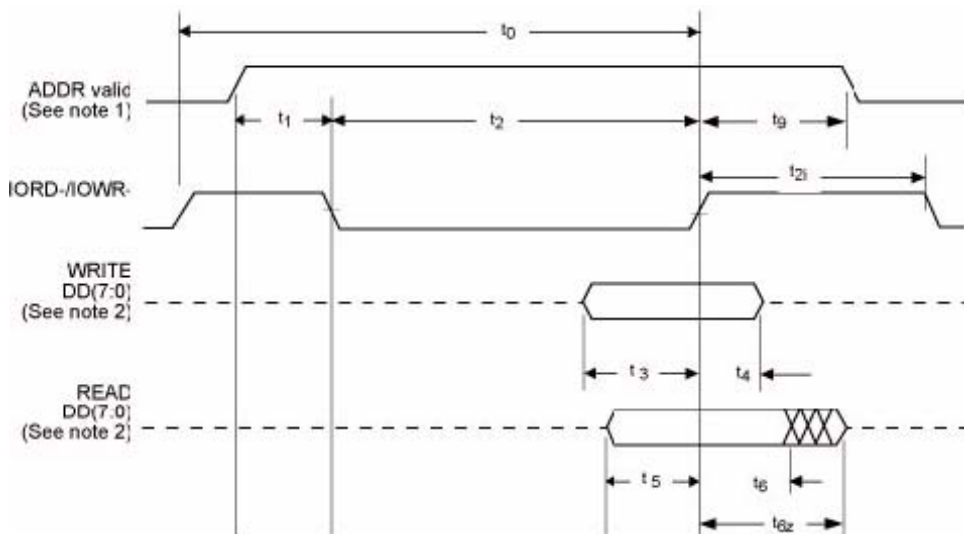 t0
ADDR valid
(See note 1)
t1
t2
t9
t2i
IORD-/IOWR-
WRITE
DD(7:0)
(See note 2)
t3
t4
READ
DD(7:0)
(See note 2)
t5
t6
t6z